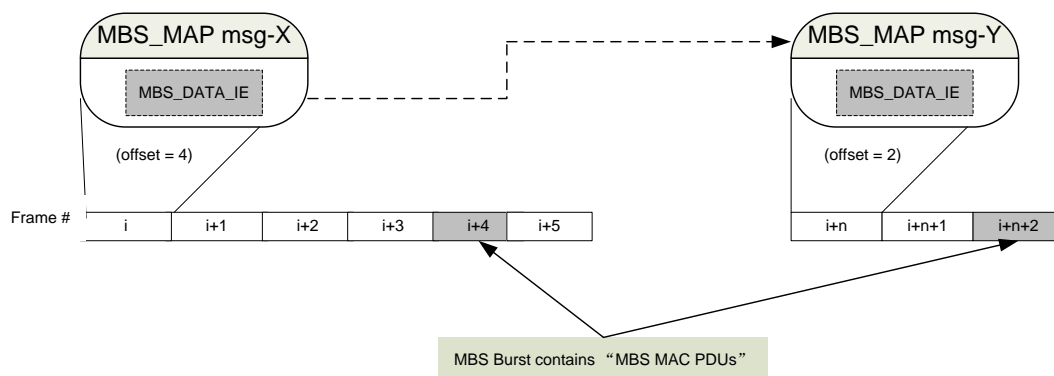 MBS_MAP msg-X
MBS_MAP msg-Y
MBS_DATA_IE
MBS_DATA_IE
(offset = 4)
(offset = 2)
Frame #
i
i+1
i+2
i+3
i+4
i+5
i+n
i+n+1
i+n+2
MBS Burst contains “MBS MAC PDUs”